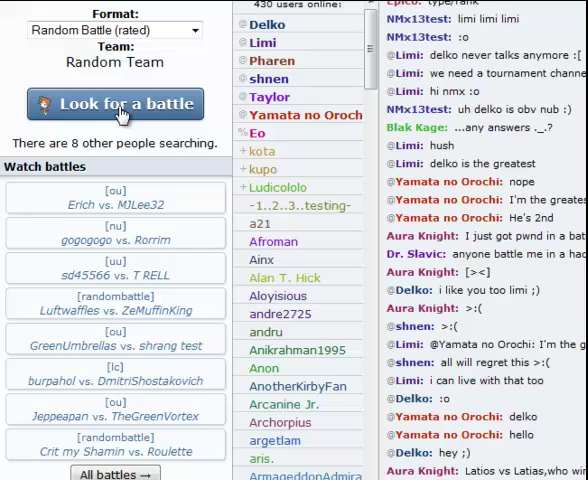 Format:
Random Battle (rated)
Team:
Random Team
Look for a battle
There are 8 other people searching.
Watch battles
[ou]
Erich vs. MJLee32
[nu]
gogogogo vs. Rorrim
[uu]
sd45566 vs. T RELL
[randombattle]
Luftwaffles vs. ZeMuffinKing
[ou]
GreenUmbrellas vs. shrang test
[lc]
burpahol vs. DmitriShostakovich
[ou]
Jeppeapan vs. TheGreenVortex
[randombattle]
Crit my Shamin vs. Roulette
All battles →
430 users online:
@Delko
@Limi
@Pharen
@shnen
@Taylor
@Yamata no Oroch
%Eo
+kota
+kupo
+Ludicololo
-1..2..3..testing-
a21
Afroman
Ainx
Alan T. Hick
Aloyisious
andre2725
andru
Anikrahman1995
Anon
AnotherKirbyFan
Arcanine Jr.
Archorpius
argetlam
aris.
ArmageddonAdmira
Epico: type/rank
NMx13test: limi limi limi
NMx13test: :o
@Limi: delko never talks anymore :[
@Limi: we need a tournament channe
@Limi: hi nmx :o
NMx13test: uh delko is obv nub :)
Blak Kage: ...any answers ._.?
@Limi: hush
@Limi: delko is the greatest
@Yamata no Orochi: nope
@Yamata no Orochi: I'm the greates
@Yamata no Orochi: He's 2nd
Aura Knight: I just got pwnd in a bat
Dr. Slavic: anyone battle me in a hac
Aura Knight: [><]
@Delko: i like you too limi ;)
Aura Knight: >:(
@shnen: >:(
@Limi: @Yamata no Orochi: I'm the g
@shnen: all will regret this >:(
@Limi: i can live with that too
@Delko: :o
@Yamata no Orochi: delko
@Yamata no Orochi: hello
@Delko: hey ;)
Aura Knight: Latios vs Latias,who win